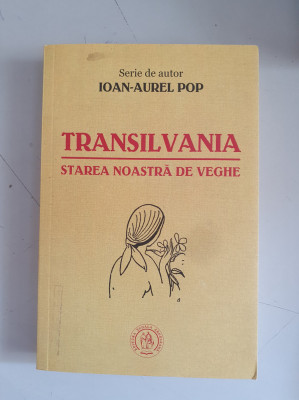 Serie de autor
IOAN-AUREL POP
TRANSILVANIA
STAREA NOASTRĂ DE VEGHE